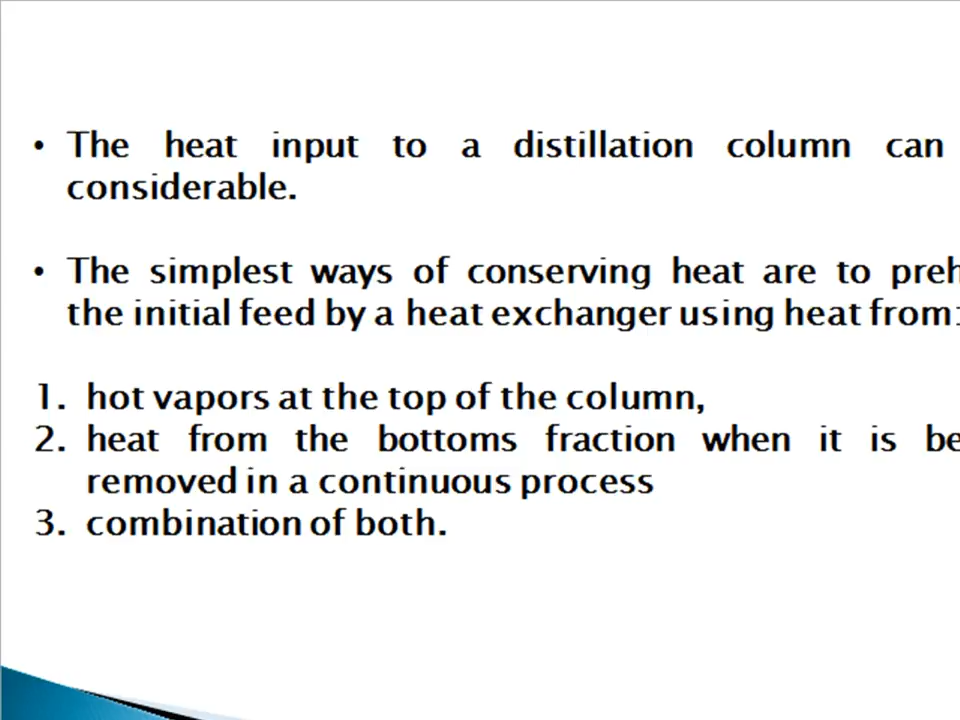 • The heat input to a distillation column can
considerable.
• The simplest ways of conserving heat are to preh
the initial feed by a heat exchanger using heat from:
1. hot vapors at the top of the column,
2. heat from the bottoms fraction when it is be
removed in a continuous process
3. combination of both.